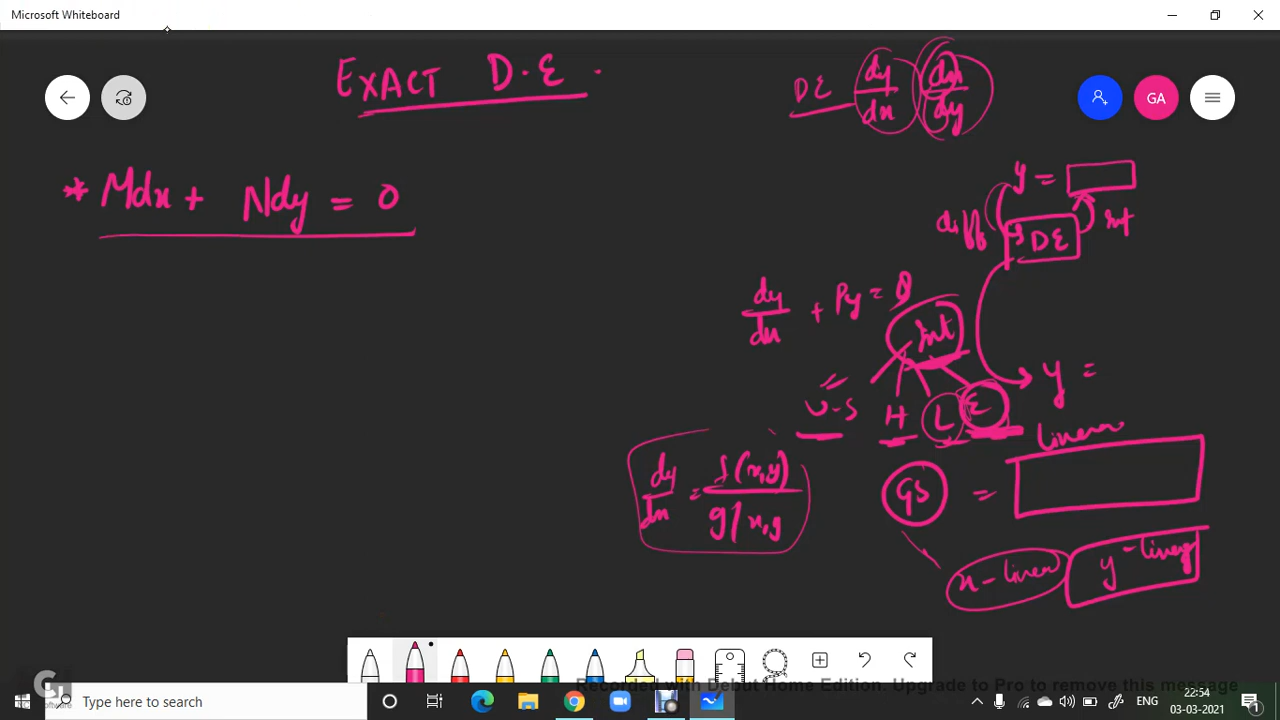 Microsoft Whiteboard
EXACT D.E.
DE dy/dx dx/dy
* Mdx + Ndy = 0
GA
y =
diff
DE
Int
dy/dx + Py = Q
Int
V-S H L E
y =
linear
dy/dx = f(x,y)/g(x,y
GS =
x-linear y-linear
Recorded with Debut Home Edition. Upgrade to Pro to remove this message
Software
Type here to search
ENG
22:54
03-03-2021
1